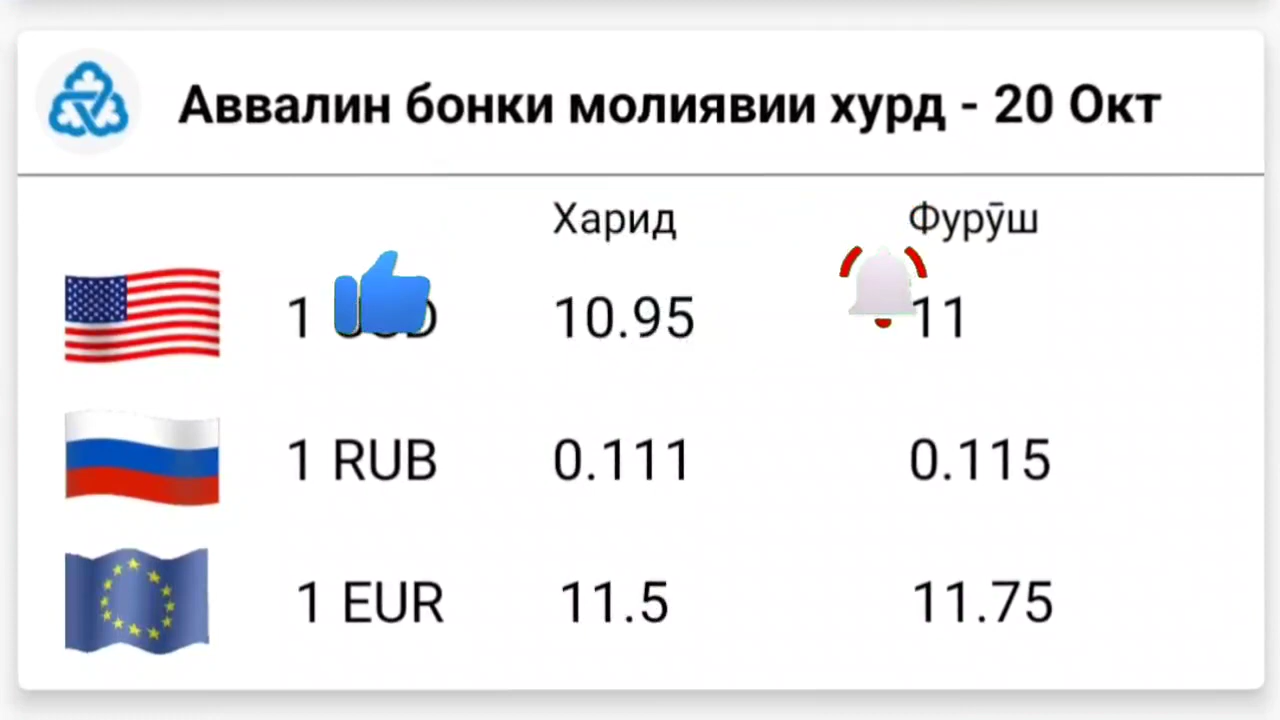 Аввалин бонки молиявии хурд - 20 Окт
Харид Фурӯш
1 10.95 11
1 RUB 0.111 0.115
1 EUR 11.5 11.75